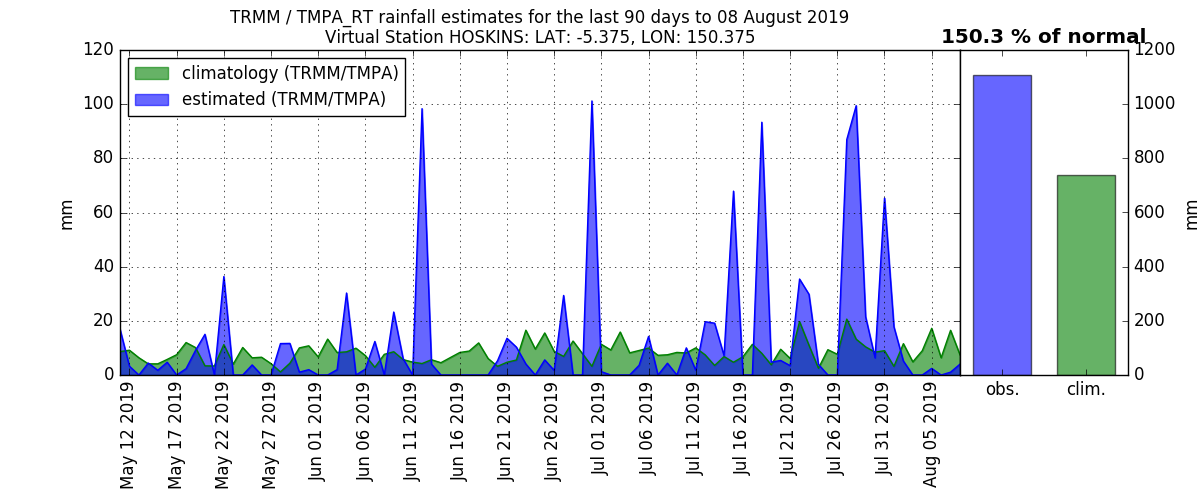 TRMM / TMPA_RT rainfall estimates for the last 90 days to 08 August 2019
Virtual Station HOSKINS: LAT: -5.375, LON: 150.375
150.3 % of normal
climatology (TRMM/TMPA)
estimated (TRMM/TMPA)
120
100
80
60
40
20
0
mm
May 12 2019
May 17 2019
May 22 2019
May 27 2019
Jun 01 2019
Jun 06 2019
Jun 11 2019
Jun 16 2019
Jun 21 2019
Jun 26 2019
Jul 01 2019
Jul 06 2019
Jul 11 2019
Jul 16 2019
Jul 21 2019
Jul 26 2019
Jul 31 2019
Aug 05 2019
obs.
clim.
1200
1000
800
600
400
200
0
mm